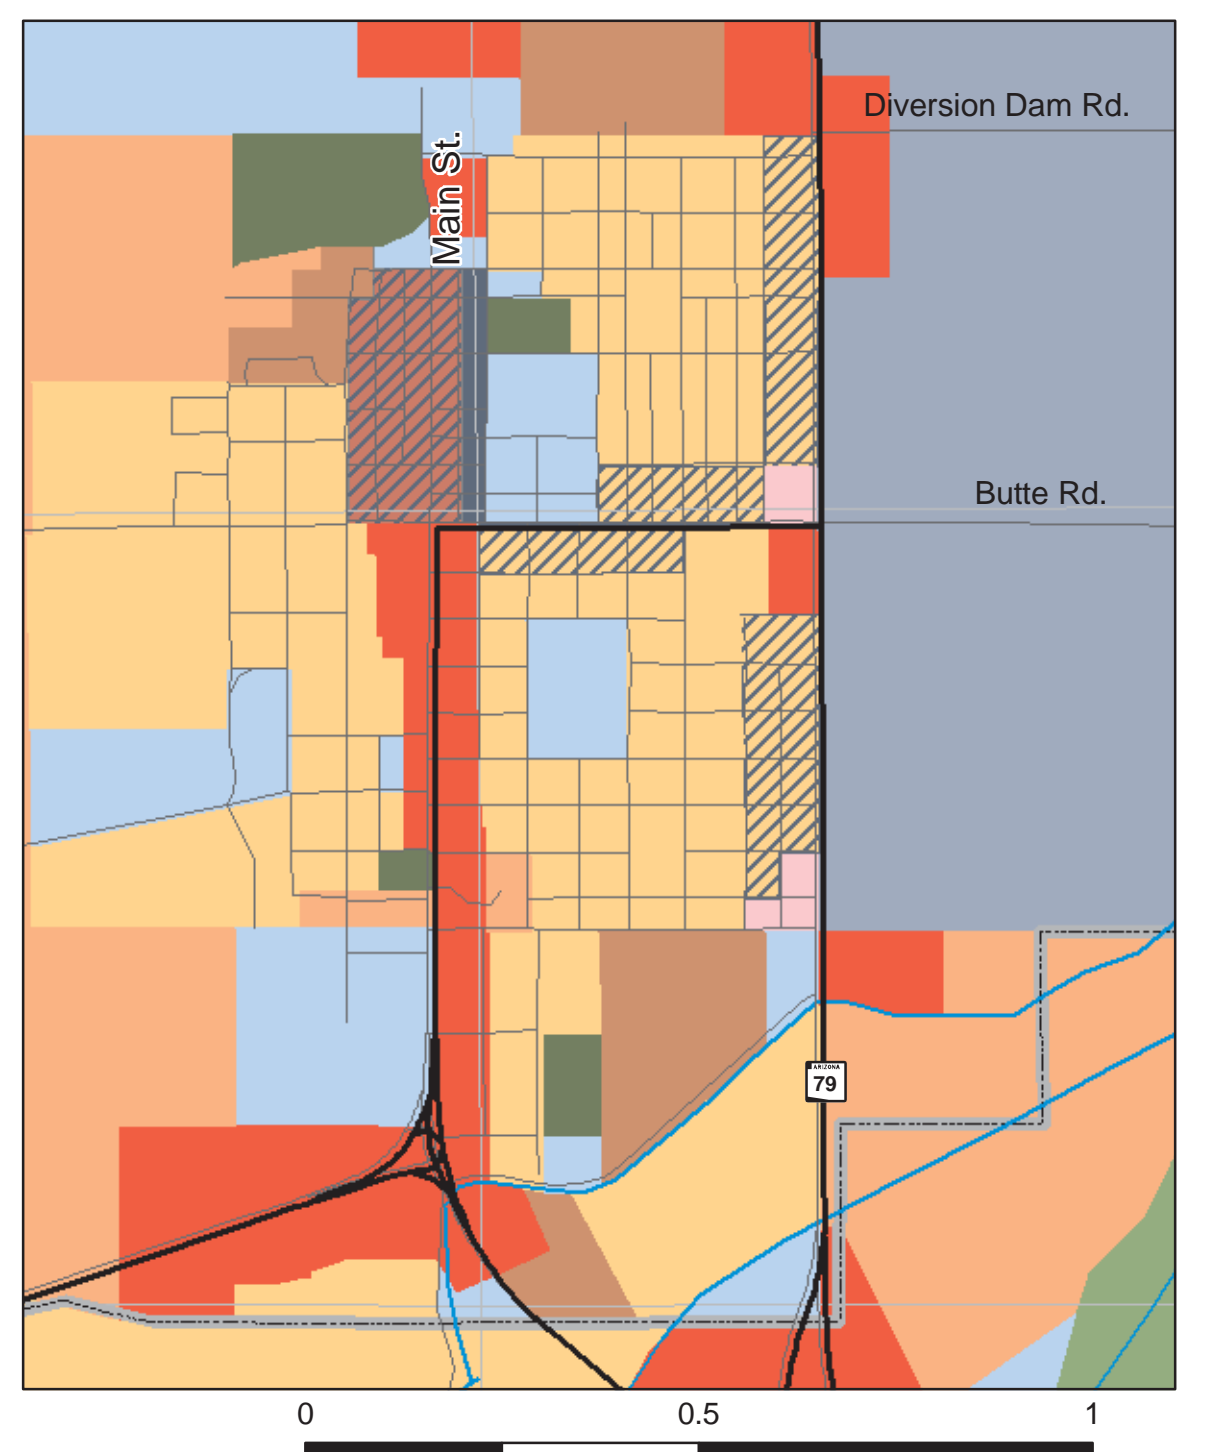 Diversion Dam Rd.
Main St.
Butte Rd.
ARIZONA
79
0 0.5 1